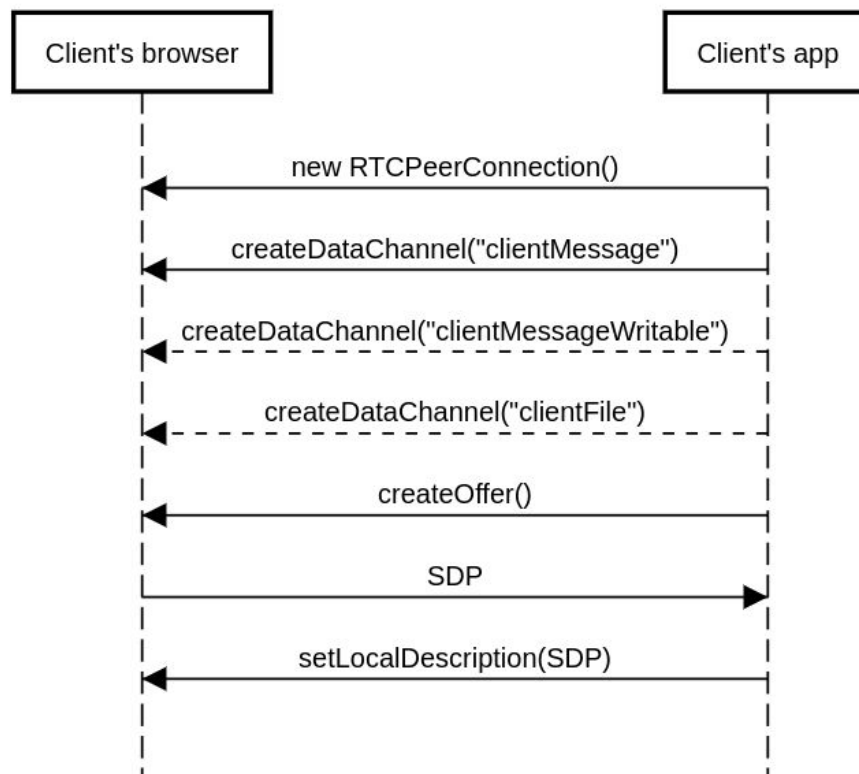 Client's browser
Client's app
new RTCPeerConnection()
createDataChannel("clientMessage")
createDataChannel("clientMessageWritable")
createDataChannel("clientFile")
createOffer()
SDP
setLocalDescription(SDP)